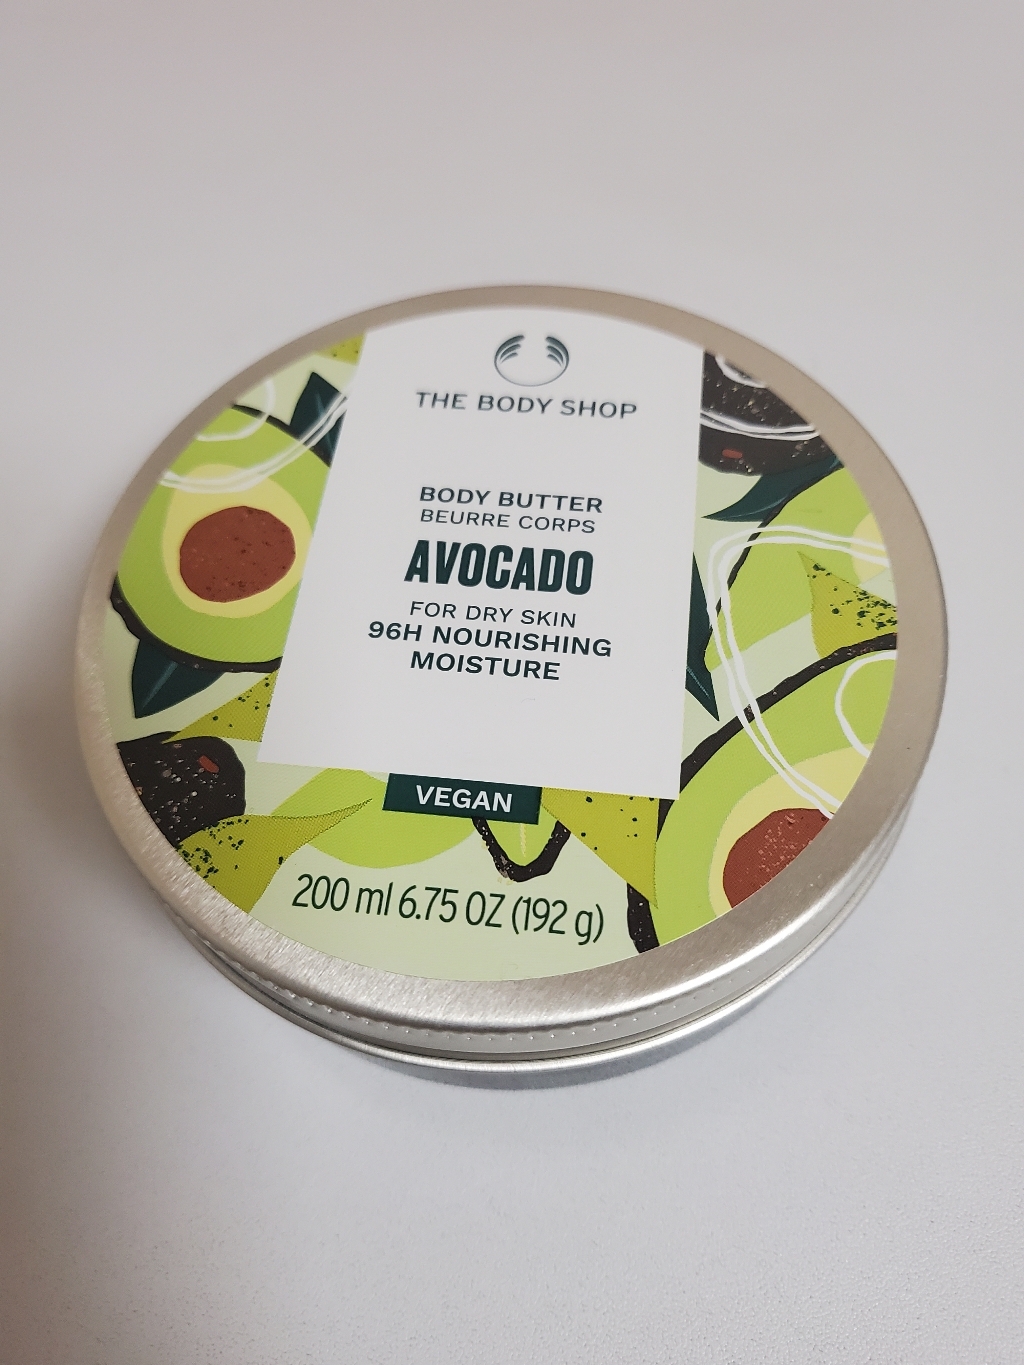 THE BODY SHOP
BODY BUTTER
BEURRE CORPS
AVOCADO
FOR DRY SKIN
96H NOURISHING
MOISTURE
VEGAN
200 ml 6.75 OZ (192 g)